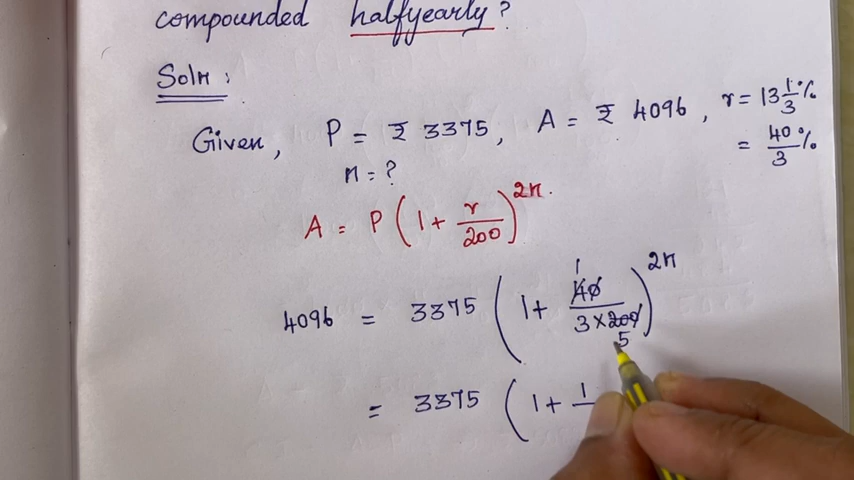 compounded halfyearly?
Soln :
Given, P = ₹ 3375, A = ₹ 4096, r = 13 1/3 %
= 40/3 %
n = ?
A = P ( 1 + r/200 )^2n.
4096 = 3375 ( 1 + 40/3×200 )^2n
1
5
= 3375 ( 1 + 1